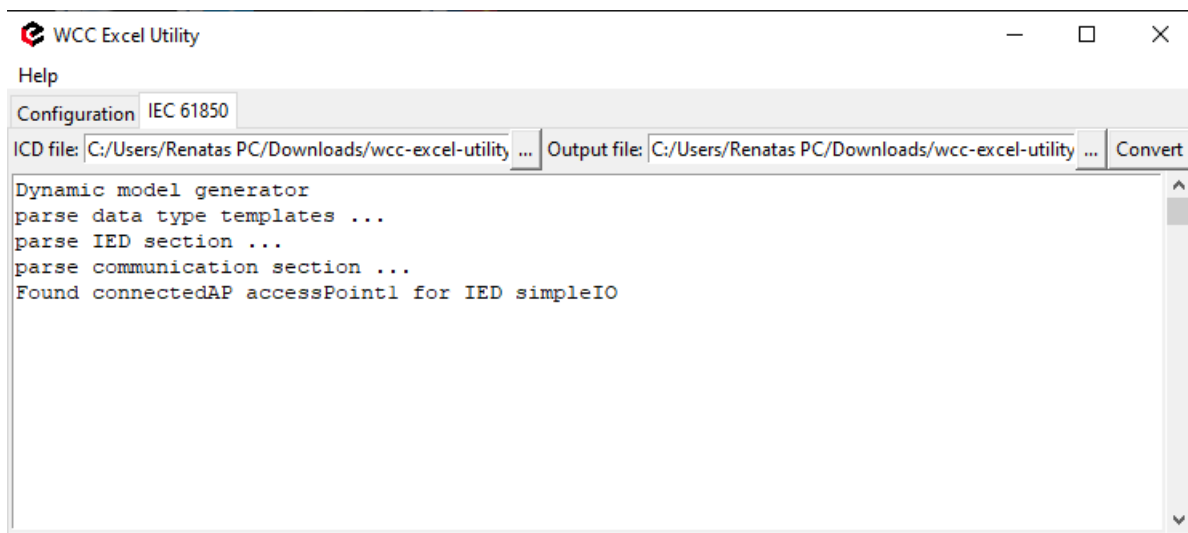 WCC Excel Utility
Help
Configuration IEC 61850
ICD file: C:/Users/Renatas PC/Downloads/wcc-excel-utility ... Output file: C:/Users/Renatas PC/Downloads/wcc-excel-utility ... Convert
Dynamic model generator
parse data type templates ...
parse IED section ...
parse communication section ...
Found connectedAP accessPoint1 for IED simpleIO